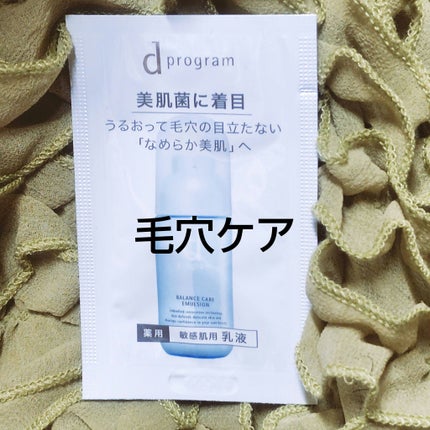 d program
美肌菌に着目
うるおって毛穴の目立たない
「なめらか美肌」へ
毛穴ケア
BALANCE CARE
EMULSION
薬用 敏感肌用 乳液